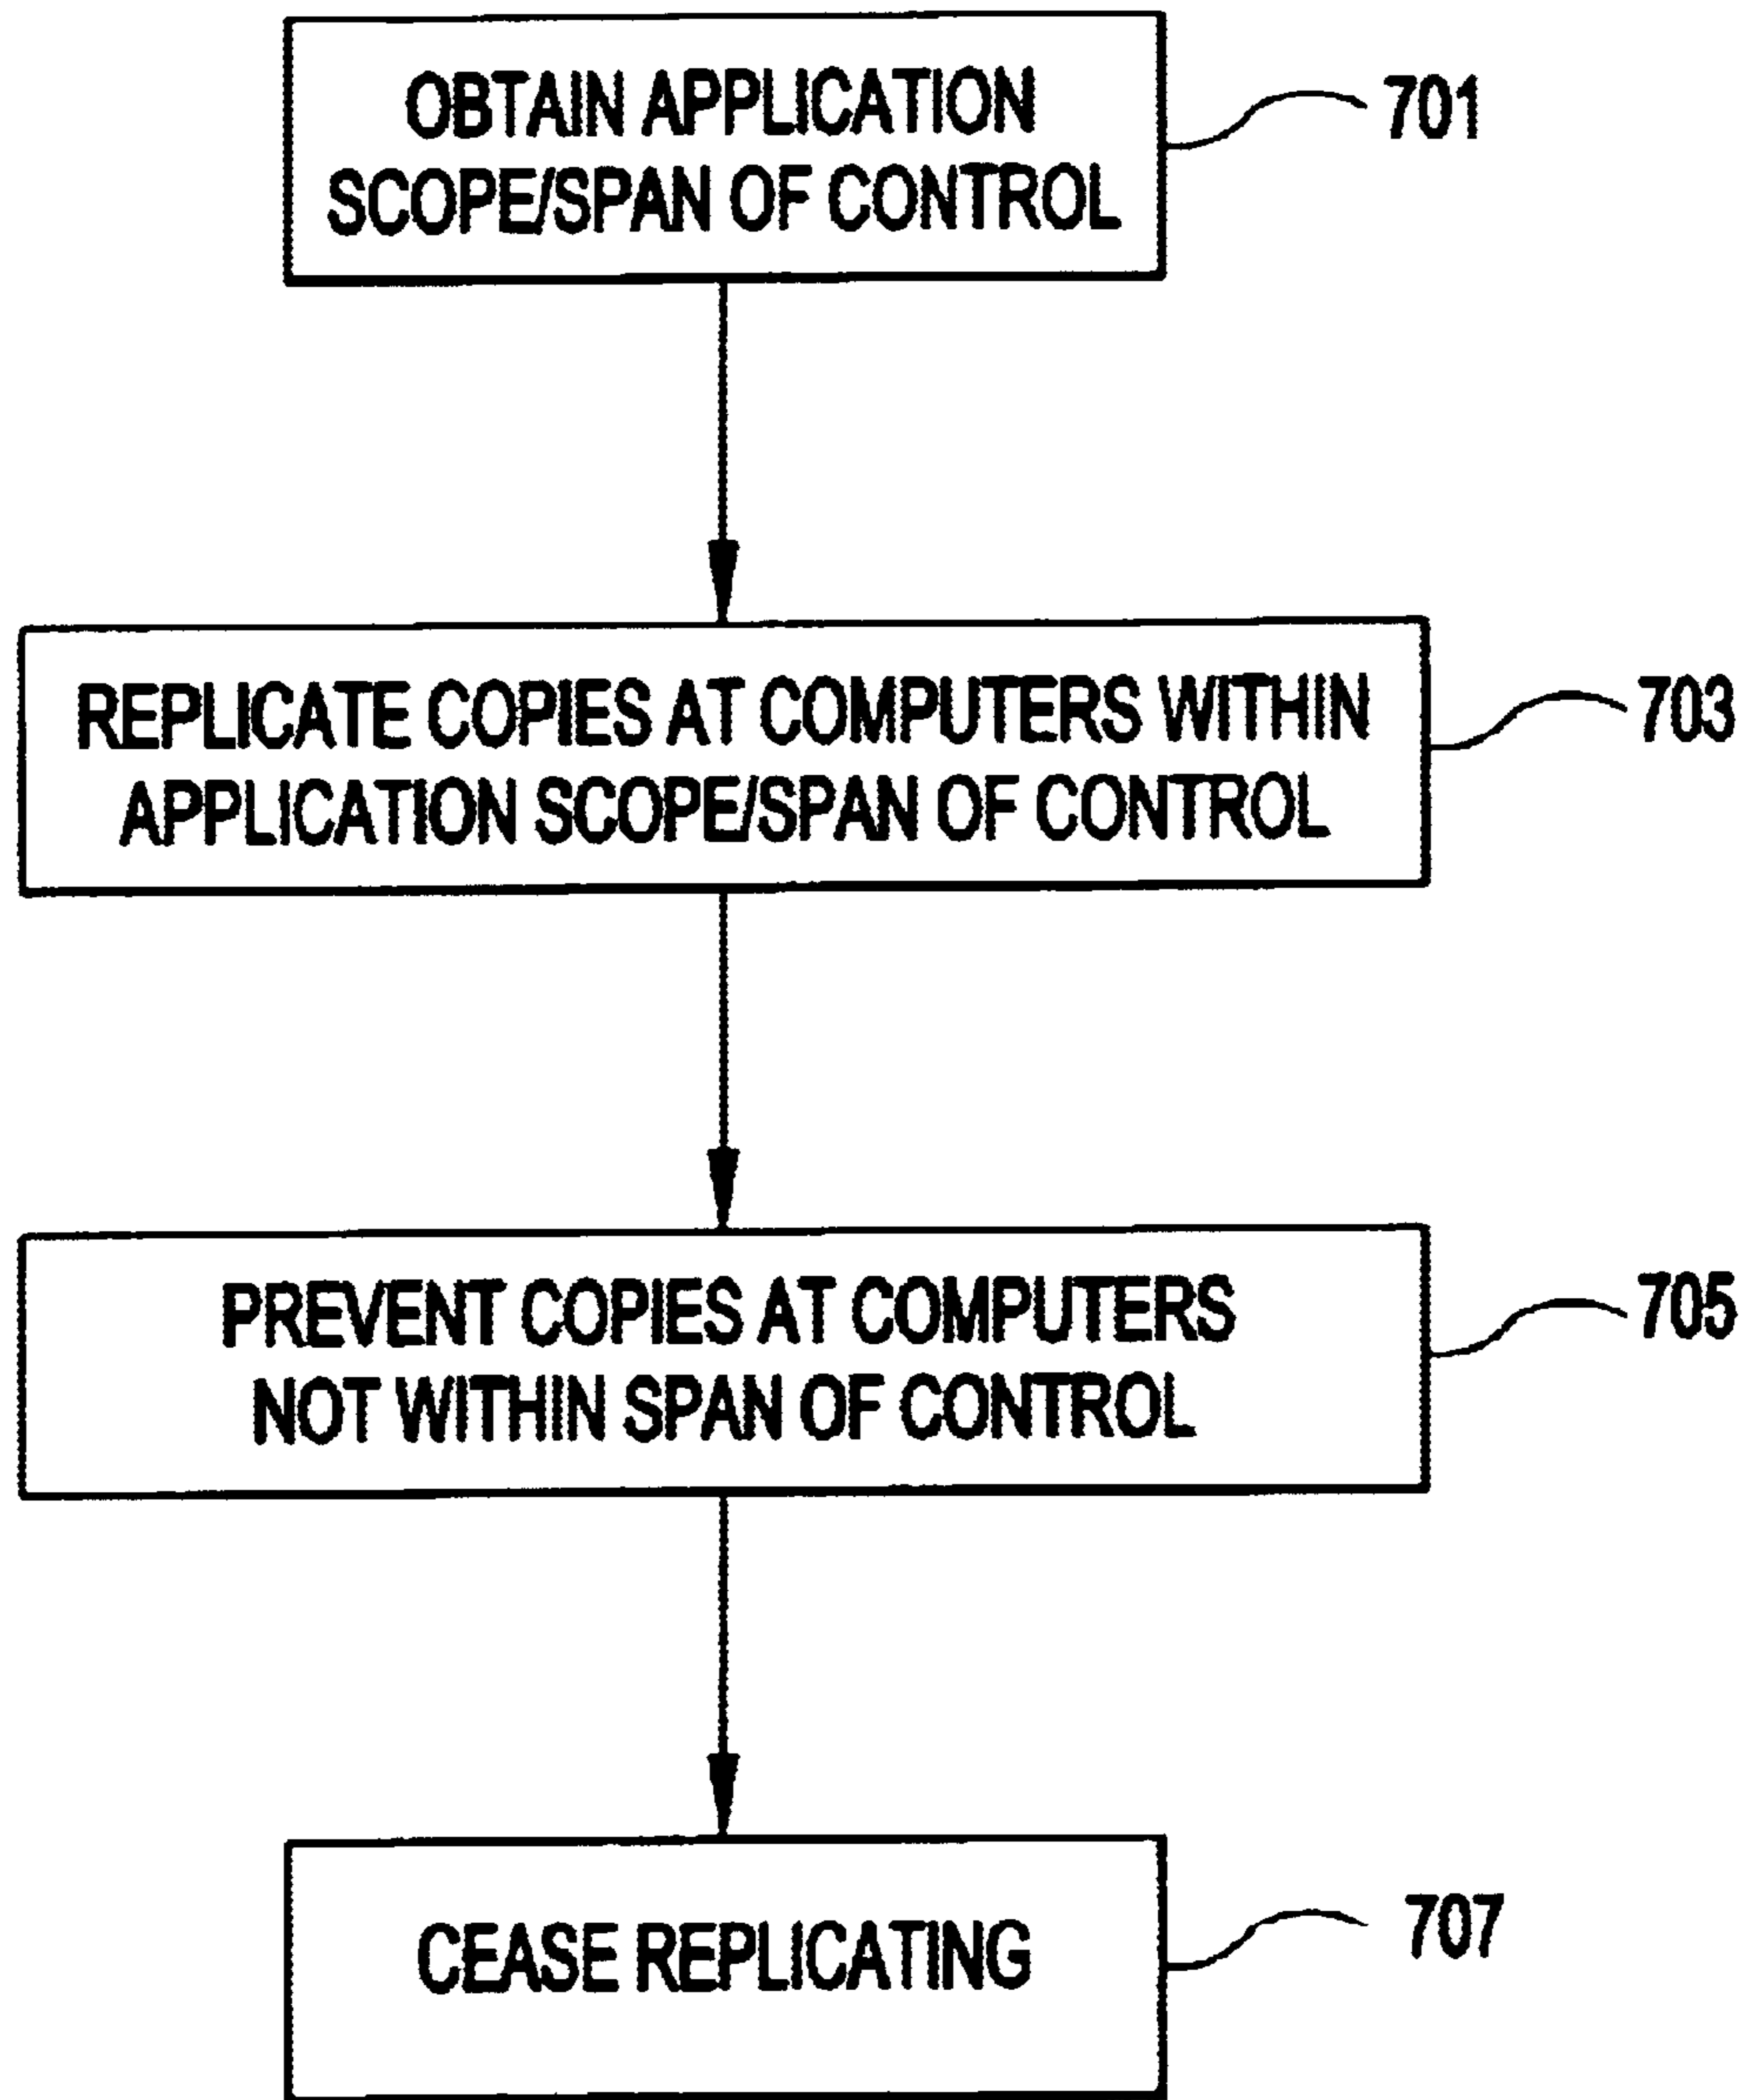 OBTAIN APPLICATION
SCOPE/SPAN OF CONTROL
701
REPLICATE COPIES AT COMPUTERS WITHIN
APPLICATION SCOPE/SPAN OF CONTROL
703
PREVENT COPIES AT COMPUTERS
NOT WITHIN SPAN OF CONTROL
705
CEASE REPLICATING
707